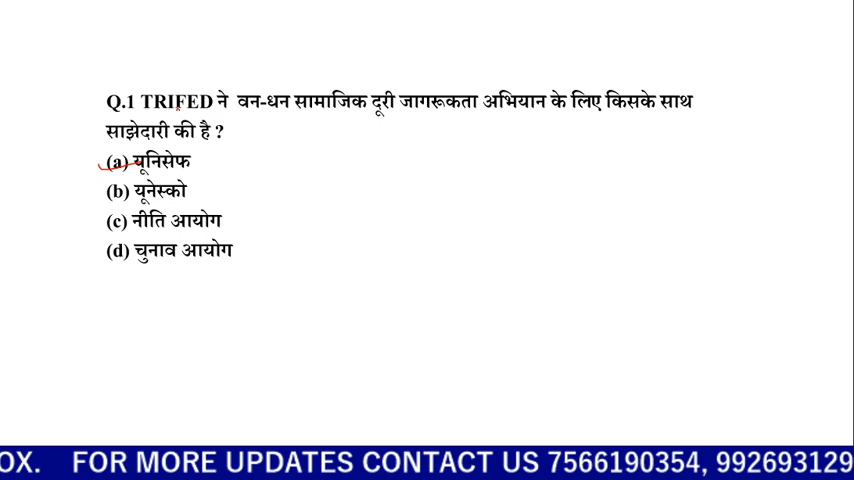 Q.1 TRIFED ने वन-धन सामाजिक दूरी जागरूकता अभियान के लिए किसके साथ
साझेदारी की है ?
(a) यूनिसेफ
(b) यूनेस्को
(c) नीति आयोग
(d) चुनाव आयोग
OX. FOR MORE UPDATES CONTACT US 7566190354, 992693129